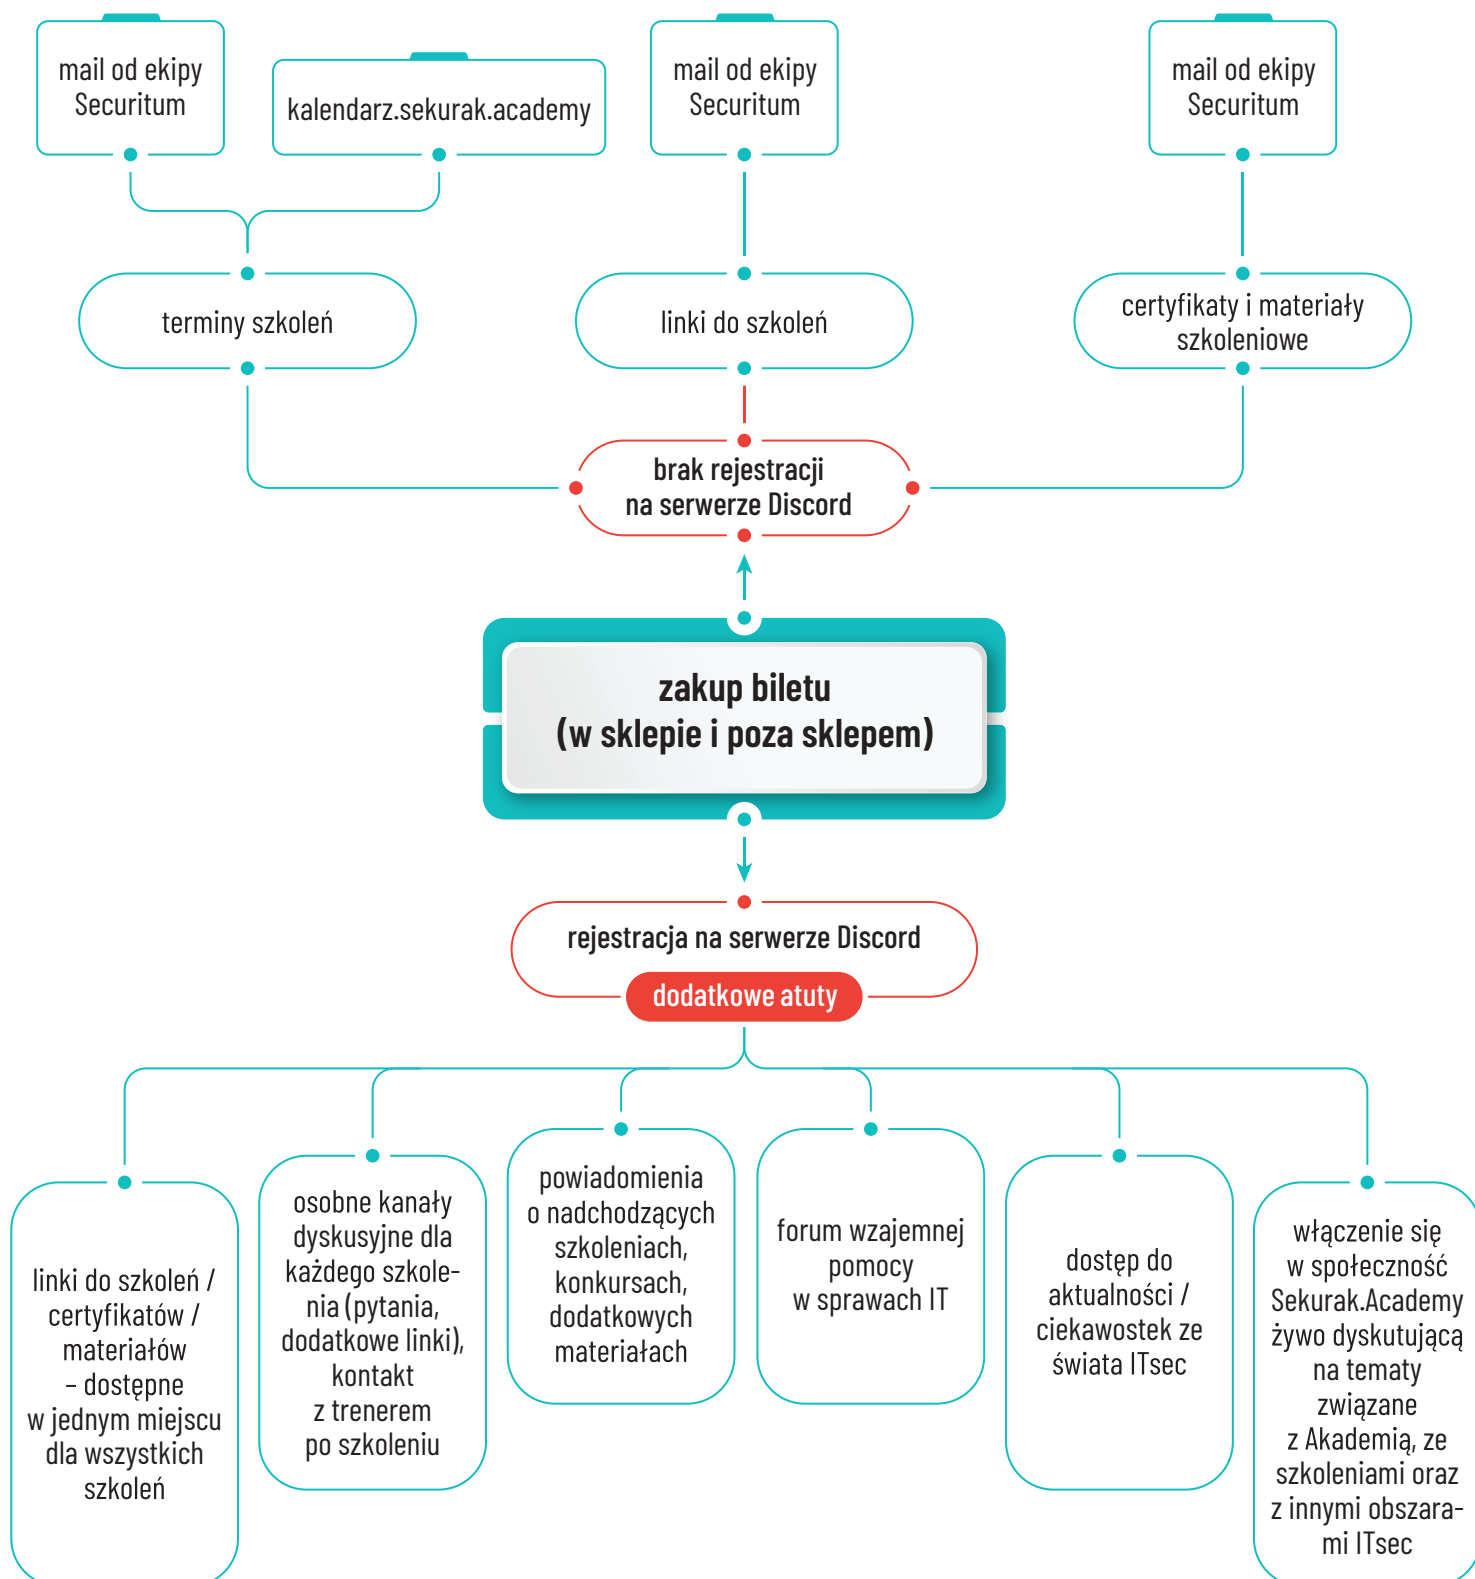 mail od ekipy
Securitum
kalendarz.sekurak.academy
mail od ekipy
Securitum
mail od ekipy
Securitum
terminy szkoleń
linki do szkoleń
certyfikaty i materiały
szkoleniowe
brak rejestracji
na serwerze Discord
zakup biletu
(w sklepie i poza sklepem)
rejestracja na serwerze Discord
dodatkowe atuty
linki do szkoleń /
certyfikatów /
materiałów
– dostępne
w jednym miejscu
dla wszystkich
szkoleń
osobne kanały
dyskusyjne dla
każdego szkole-
nia (pytania,
dodatkowe linki),
kontakt
z trenerem
po szkoleniu
powiadomienia
o nadchodzących
szkoleniach,
konkursach,
dodatkowych
materiałach
forum wzajemnej
pomocy
w sprawach IT
dostęp do
aktualności /
ciekawostek ze
świata ITsec
włączenie się
w społeczność
Sekurak.Academy
żywo dyskutującą
na tematy
związane
z Akademią, ze
szkoleniami oraz
z innymi obszara-
mi ITsec